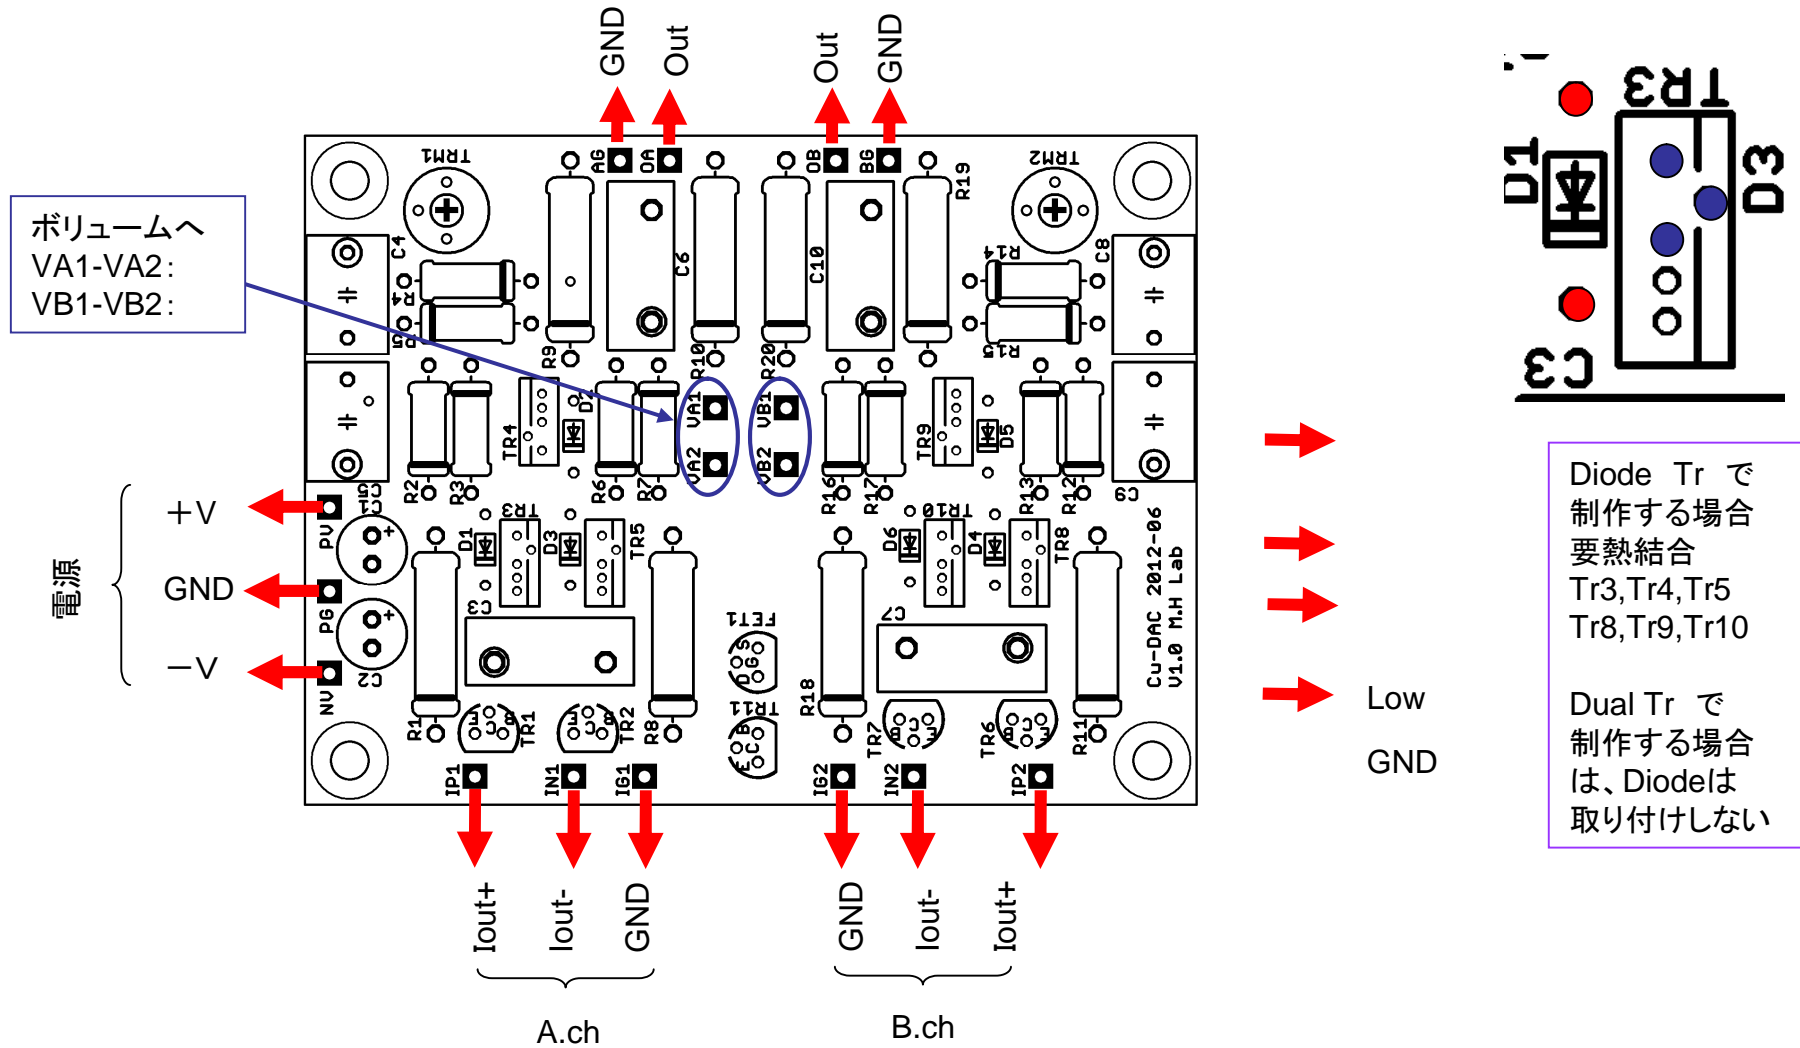 GND
Out
Out
GND
ボリュームへ
VA1-VA2：
VB1-VB2：
電源
＋V
GND
－V
TRM1
AG
OA
OB
BG
R19
TRM2
C4
C6
C10
R14
C8
R4
R5
R9
R10
R20
R15
VA1
VB1
TR4
D2
TR9
D5
VA2
VB2
R2
R3
R6
R7
R16
R17
R13
R12
C9
C5
C1
PV
D1
TR3
D3
TR5
D6
TR10
D4
TR8
PG
C3
C7
C2
NV
FET1
S
G
D
Cu-DAC 2012-06
V1.0 M.H Lab
R1
TR1
TR2
R8
TR11
B
C
E
R18
TR7
TR6
R11
E
C
B
E
C
B
B
C
E
B
C
E
IP1
IN1
IG1
IG2
IN2
IP2
Iout+
Iout-
GND
GND
Iout-
Iout+
A.ch
B.ch
Low
GND
TR3
D1
D3
C3
Diode Tr で
制作する場合
要熱結合
Tr3,Tr4,Tr5
Tr8,Tr9,Tr10
Dual Tr で
制作する場合
は、Diodeは
取り付けしない